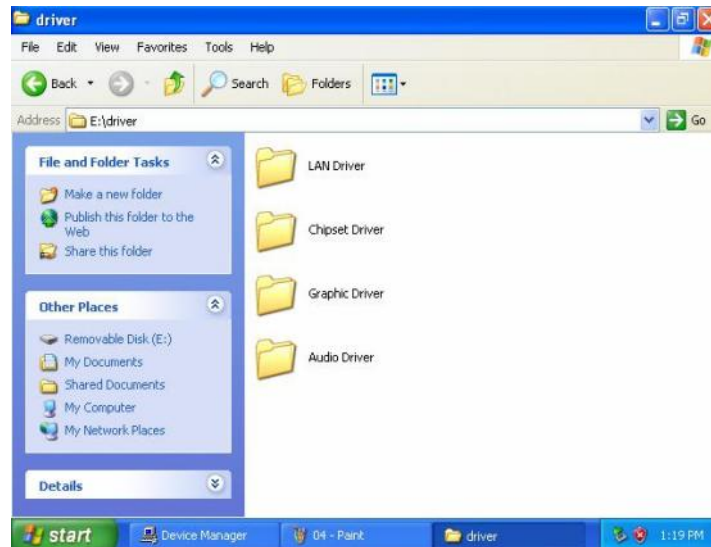 driver
File Edit View Favorites Tools Help
Back Search Folders
Address E:\driver Go
File and Folder Tasks
Make a new folder
Publish this folder to the
Web
Share this folder
Other Places
Removable Disk (E:)
My Documents
Shared Documents
My Computer
My Network Places
Details
LAN Driver
Chipset Driver
Graphic Driver
Audio Driver
start Device Manager 04 - Paint driver 1:19 PM